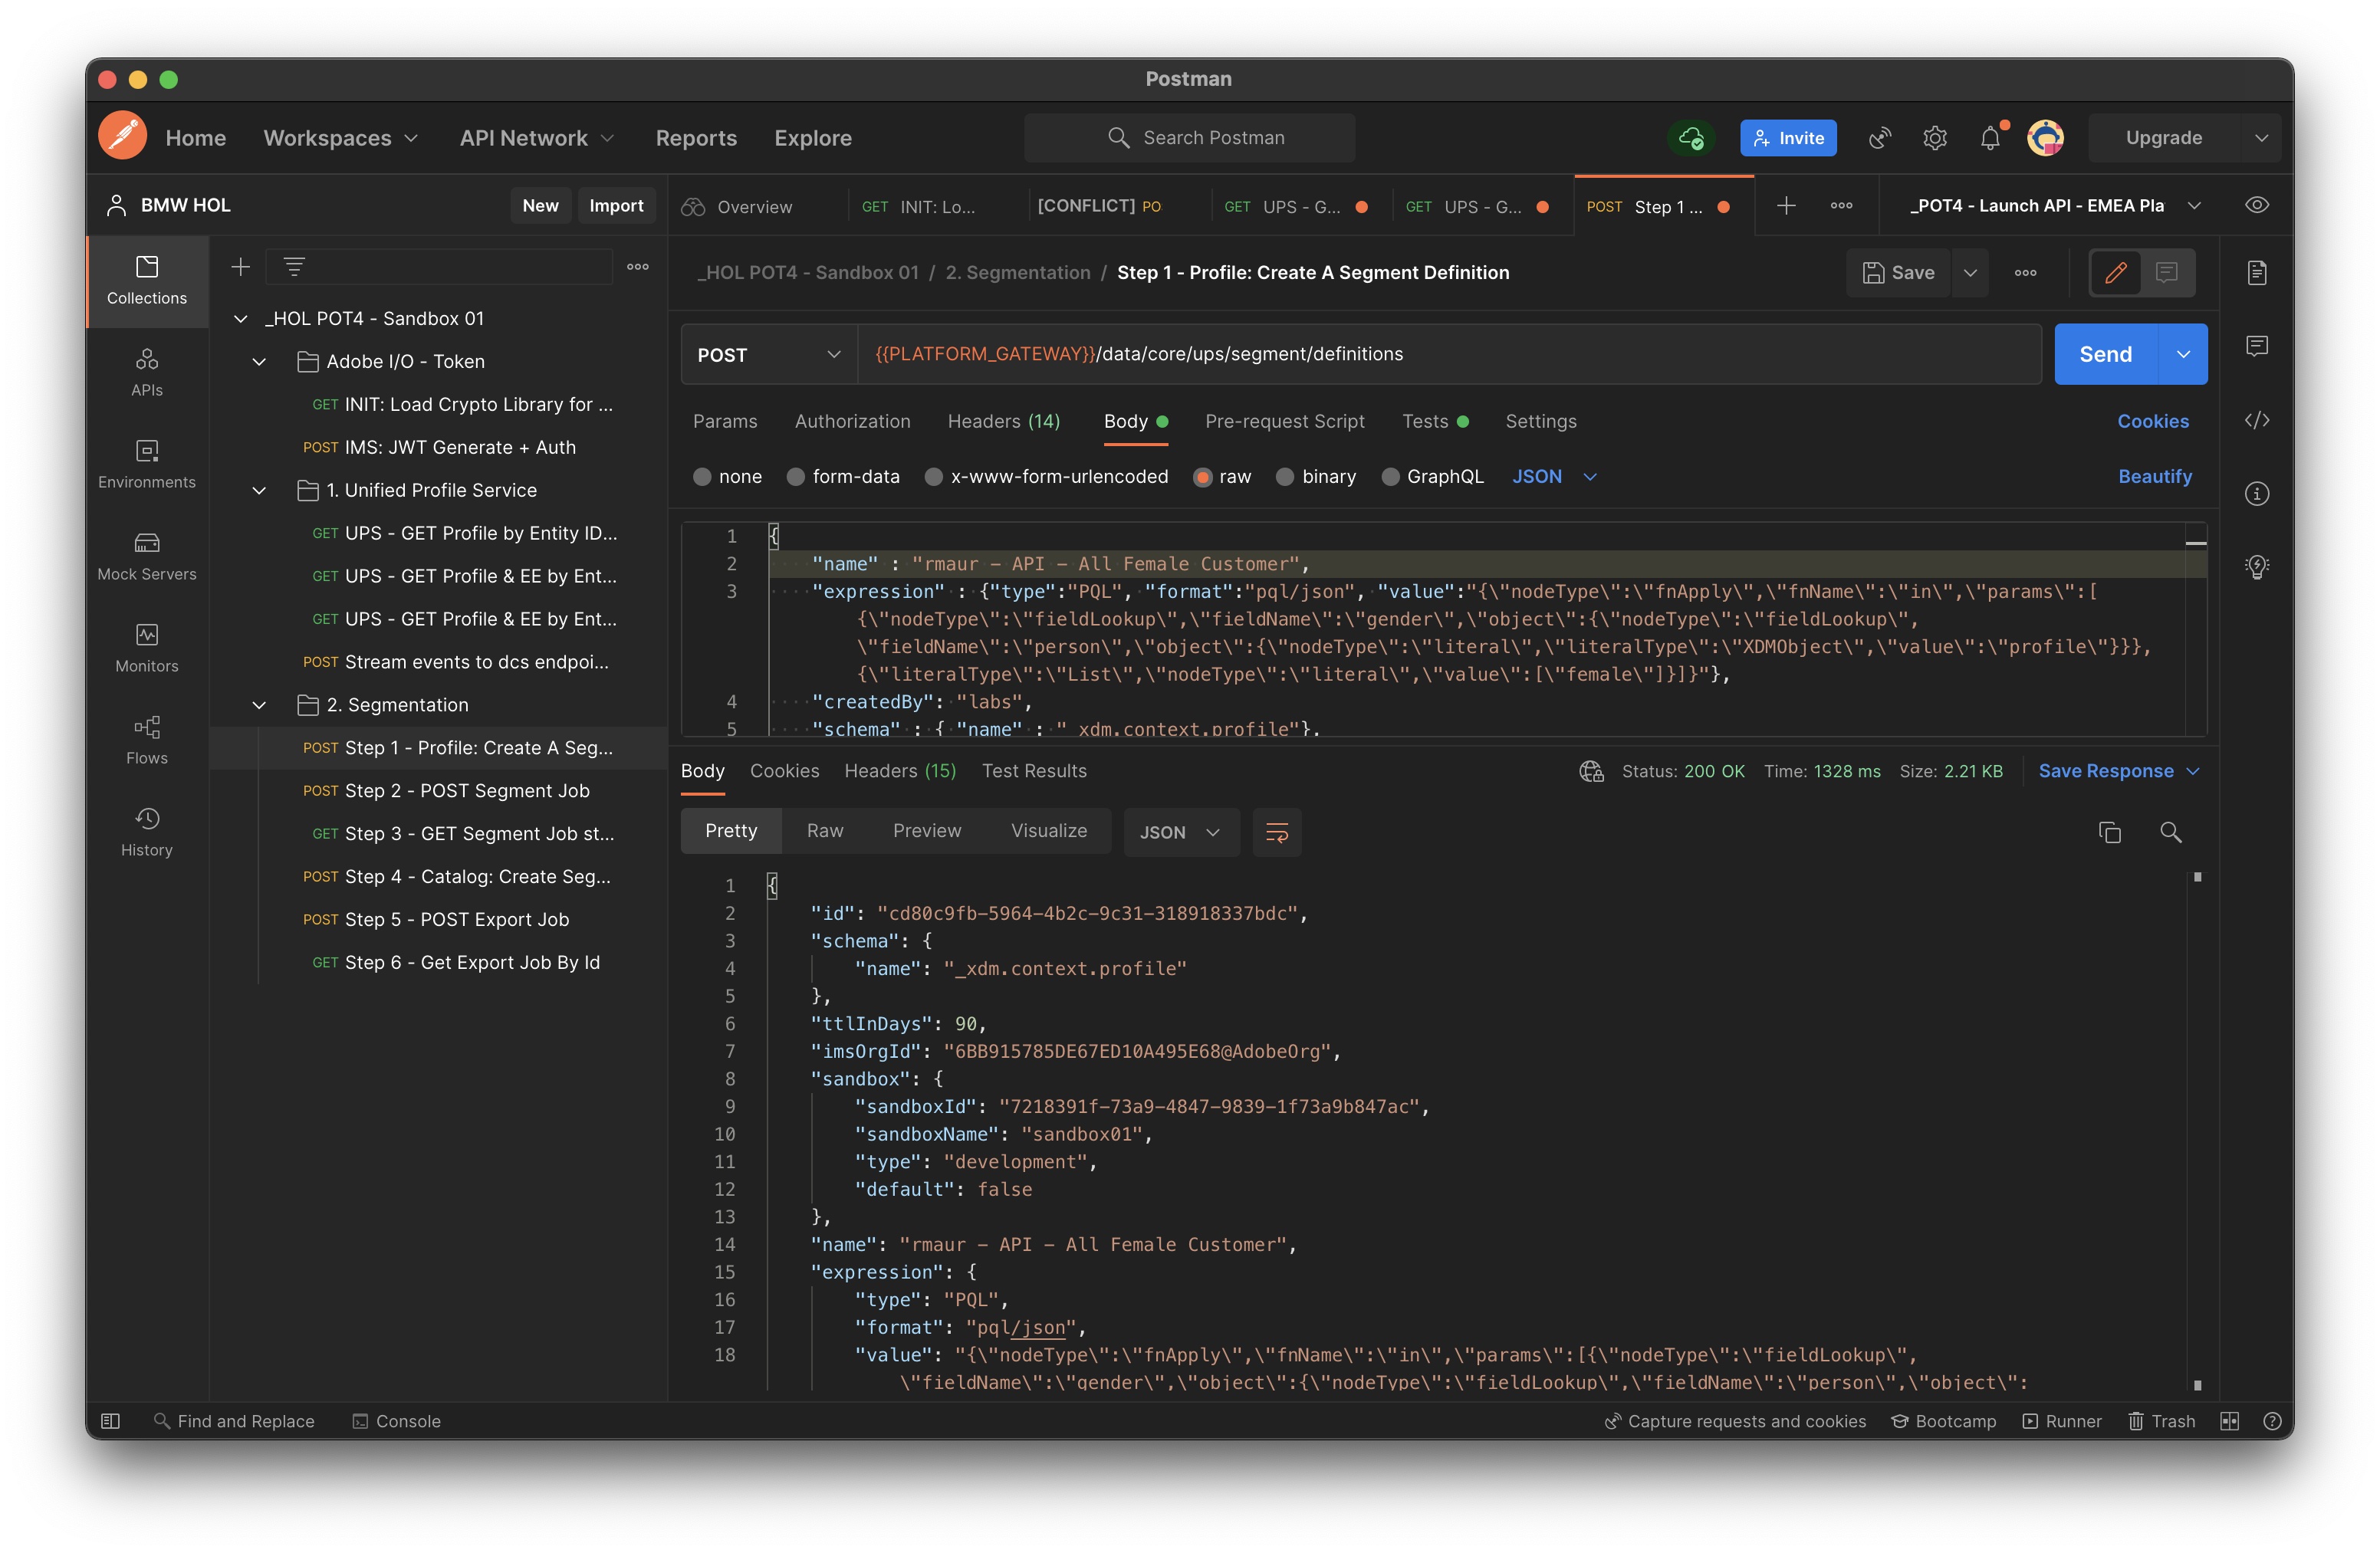 Postman
Home Workspaces API Network Reports Explore Search Postman Invite Upgrade
BMW HOL New Import Overview GET INIT: Lo... [CONFLICT] PO GET UPS - G... GET UPS - G... POST Step 1 ... _POT4 - Launch API - EMEA Pla
Collections
APIs
Environments
Mock Servers
Monitors
Flows
History
_HOL POT4 - Sandbox 01
Adobe I/O - Token
GET INIT: Load Crypto Library for ...
POST IMS: JWT Generate + Auth
1. Unified Profile Service
GET UPS - GET Profile by Entity ID...
GET UPS - GET Profile & EE by Ent...
GET UPS - GET Profile & EE by Ent...
POST Stream events to dcs endpoi...
2. Segmentation
POST Step 1 - Profile: Create A Seg...
POST Step 2 - POST Segment Job
GET Step 3 - GET Segment Job st...
POST Step 4 - Catalog: Create Seg...
POST Step 5 - POST Export Job
GET Step 6 - Get Export Job By Id
_HOL POT4 - Sandbox 01 / 2. Segmentation / Step 1 - Profile: Create A Segment Definition Save
POST {{PLATFORM_GATEWAY}}/data/core/ups/segment/definitions Send
Params Authorization Headers (14) Body Pre-request Script Tests Settings Cookies
none form-data x-www-form-urlencoded raw binary GraphQL JSON Beautify
1 {
2 "name" : "rmaur - API - All Female Customer",
3 "expression" : {"type":"PQL", "format":"pql/json", "value":"{\"nodeType\":\"fnApply\",\"fnName\":\"in\",\"params\":[
{\"nodeType\":\"fieldLookup\",\"fieldName\":\"gender\",\"object\":{\"nodeType\":\"fieldLookup\",
\"fieldName\":\"person\",\"object\":{\"nodeType\":\"literal\",\"literalType\":\"XDMObject\",\"value\":\"profile\"}}},
{\"literalType\":\"List\",\"nodeType\":\"literal\",\"value\":[\"female\"]}]}"},
4 "createdBy": "labs",
5 "schema" : { "name" : "_xdm.context.profile"},
Body Cookies Headers (15) Test Results Status: 200 OK Time: 1328 ms Size: 2.21 KB Save Response
Pretty Raw Preview Visualize JSON
1 {
2 "id": "cd80c9fb-5964-4b2c-9c31-318918337bdc",
3 "schema": {
4 "name": "_xdm.context.profile"
5 },
6 "ttlInDays": 90,
7 "imsOrgId": "6BB915785DE67ED10A495E68@AdobeOrg",
8 "sandbox": {
9 "sandboxId": "7218391f-73a9-4847-9839-1f73a9b847ac",
10 "sandboxName": "sandbox01",
11 "type": "development",
12 "default": false
13 },
14 "name": "rmaur - API - All Female Customer",
15 "expression": {
16 "type": "PQL",
17 "format": "pql/json",
18 "value": "{\"nodeType\":\"fnApply\",\"fnName\":\"in\",\"params\":[{\"nodeType\":\"fieldLookup\",
\"fieldName\":\"gender\",\"object\":{\"nodeType\":\"fieldLookup\",\"fieldName\":\"person\",\"object\":
Find and Replace Console Capture requests and cookies Bootcamp Runner Trash